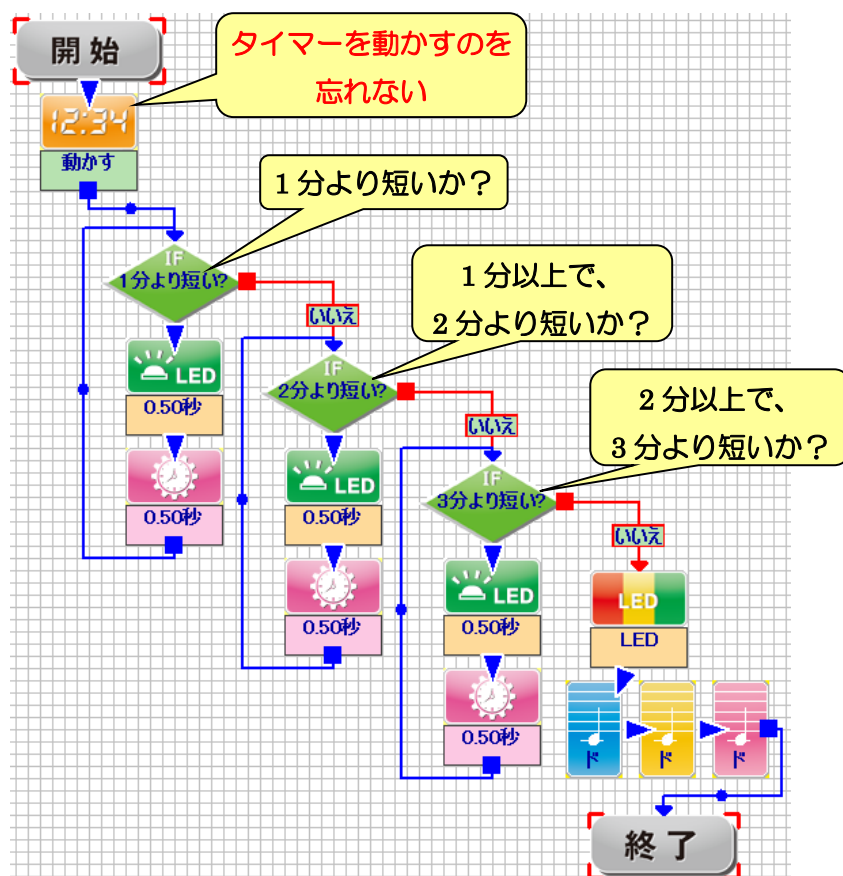 開始
タイマーを動かすのを
忘れない
12:34
動かす
1分より短いか？
IF
1分より短い?
いいえ
1分以上で、
2分より短いか？
LED
0.50秒
0.50秒
IF
2分より短い?
いいえ
2分以上で、
3分より短いか？
LED
0.50秒
0.50秒
IF
3分より短い?
いいえ
LED
0.50秒
0.50秒
LED
LED
ド
ド
ド
終了